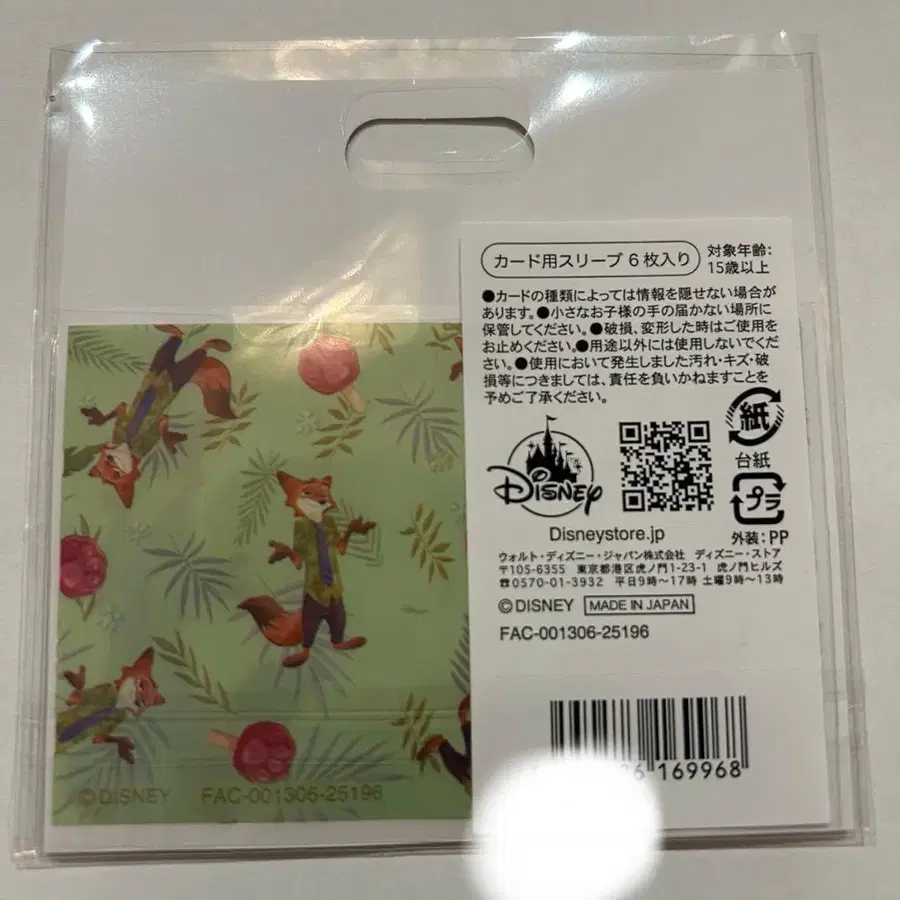 カード用スリーブ 6枚入り
対象年齢:
15歳以上
●カードの種類によっては情報を隠せない場合が
あります。●小さなお子様の手の届かない場所に
保管してください。●破損、変形した時はご使用を
お止めください。●用途以外には使用しないでくだ
さい。●使用において発生しました汚れ・キズ・破
損等につきましては、責任を負いかねますことを
予めご了承ください。
紙
台紙
DISNEY
プラ
外装:PP
Disneystore.jp
ウォルト・ディズニー・ジャパン株式会社 ディズニー・ストア
〒105-6355 東京都港区虎ノ門1-23-1 虎ノ門ヒルズ
☎0570-01-3932 平日9時〜17時 土曜9時〜13時
©DISNEY MADE IN JAPAN
FAC-001306-25196
169968
©DISNEY FAC-001306-25196